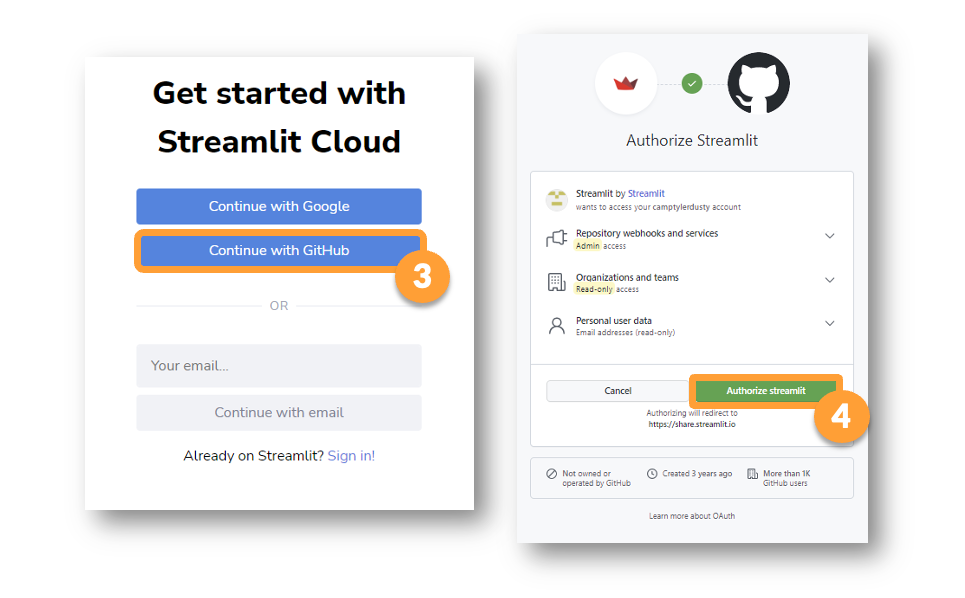 Get started with
Streamlit Cloud
Continue with Google
Continue with GitHub
3
OR
Your email...
Continue with email
Already on Streamlit? Sign in!
Authorize Streamlit
Streamlit by Streamlit
wants to access your camptylerdusty account
Repository webhooks and services
Admin access
Organizations and teams
Read-only access
Personal user data
Email addresses (read-only)
Cancel
Authorize streamlit
4
Authorizing will redirect to
https://share.streamlit.io
Not owned or
operated by GitHub
Created 3 years ago
More than 1K
GitHub users
Learn more about OAuth